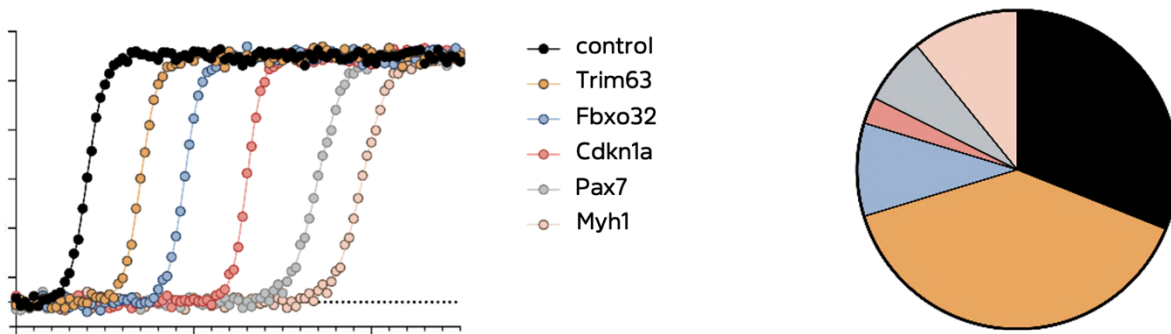 control
Trim63
Fbxo32
Cdkn1a
Pax7
Myh1